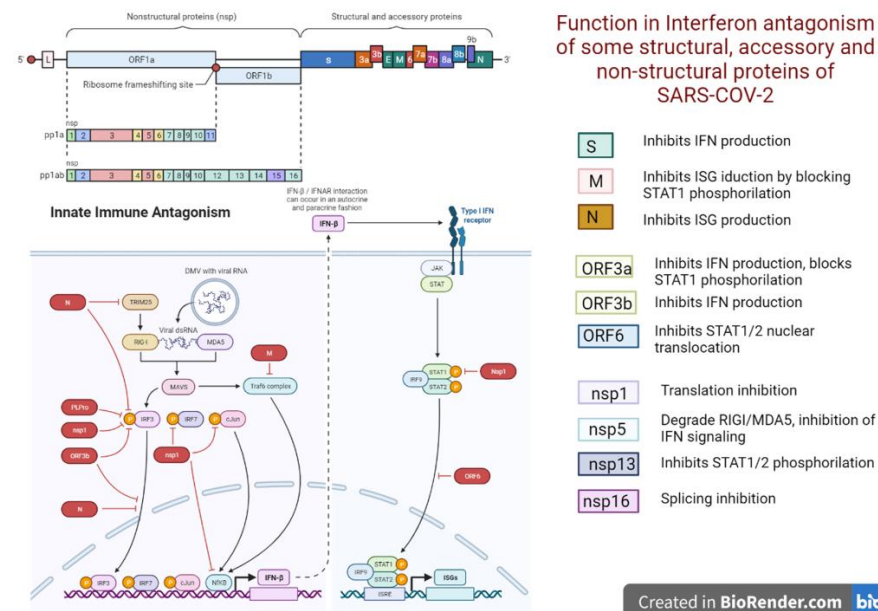 Nonstructural proteins (nsp)
Structural and accessory proteins
5'
L
ORF1a
ORF1b
S
3a
3b
E
M
6
7a
7b
8a
8b
9b
N
3'
Ribosome frameshifting site
nsp
pp1a
1 2 3 4 5 6 7 8 9 10 11
nsp
pp1ab
1 2 3 4 5 6 7 8 9 10 12 13 14 15 16
Innate Immune Antagonism
IFN-β / IFNAR interaction
can occur in an autocrine
and paracrine fashion
IFN-β
Type I IFN
receptor
JAK
STAT
DMV with viral RNA
N
TRIM25
Viral dsRNA
RIG-I
MDA5
M
MAVS
Traf6 complex
PLPro
nsp1
ORF3b
P
IRF3
P
IRF7
P
cJun
nsp1
N
P
IRF3
P
IRF7
P
cJun
NFKB
IFN-β
IRF9
STAT1
P
STAT2
P
Nsp1
ORF6
IRF9
STAT1
P
STAT2
P
ISRE
ISGs
Function in Interferon antagonism
of some structural, accessory and
non-structural proteins of
SARS-COV-2
S
Inhibits IFN production
M
Inhibits ISG iduction by blocking
STAT1 phosphorilation
N
Inhibits ISG production
ORF3a
Inhibits IFN production, blocks
STAT1 phosphorilation
ORF3b
Inhibits IFN production
ORF6
Inhibits STAT1/2 nuclear
translocation
nsp1
Translation inhibition
nsp5
Degrade RIGI/MDA5, inhibition of
IFN signaling
nsp13
Inhibits STAT1/2 phosphorilation
nsp16
Splicing inhibition
Created in BioRender.com bio